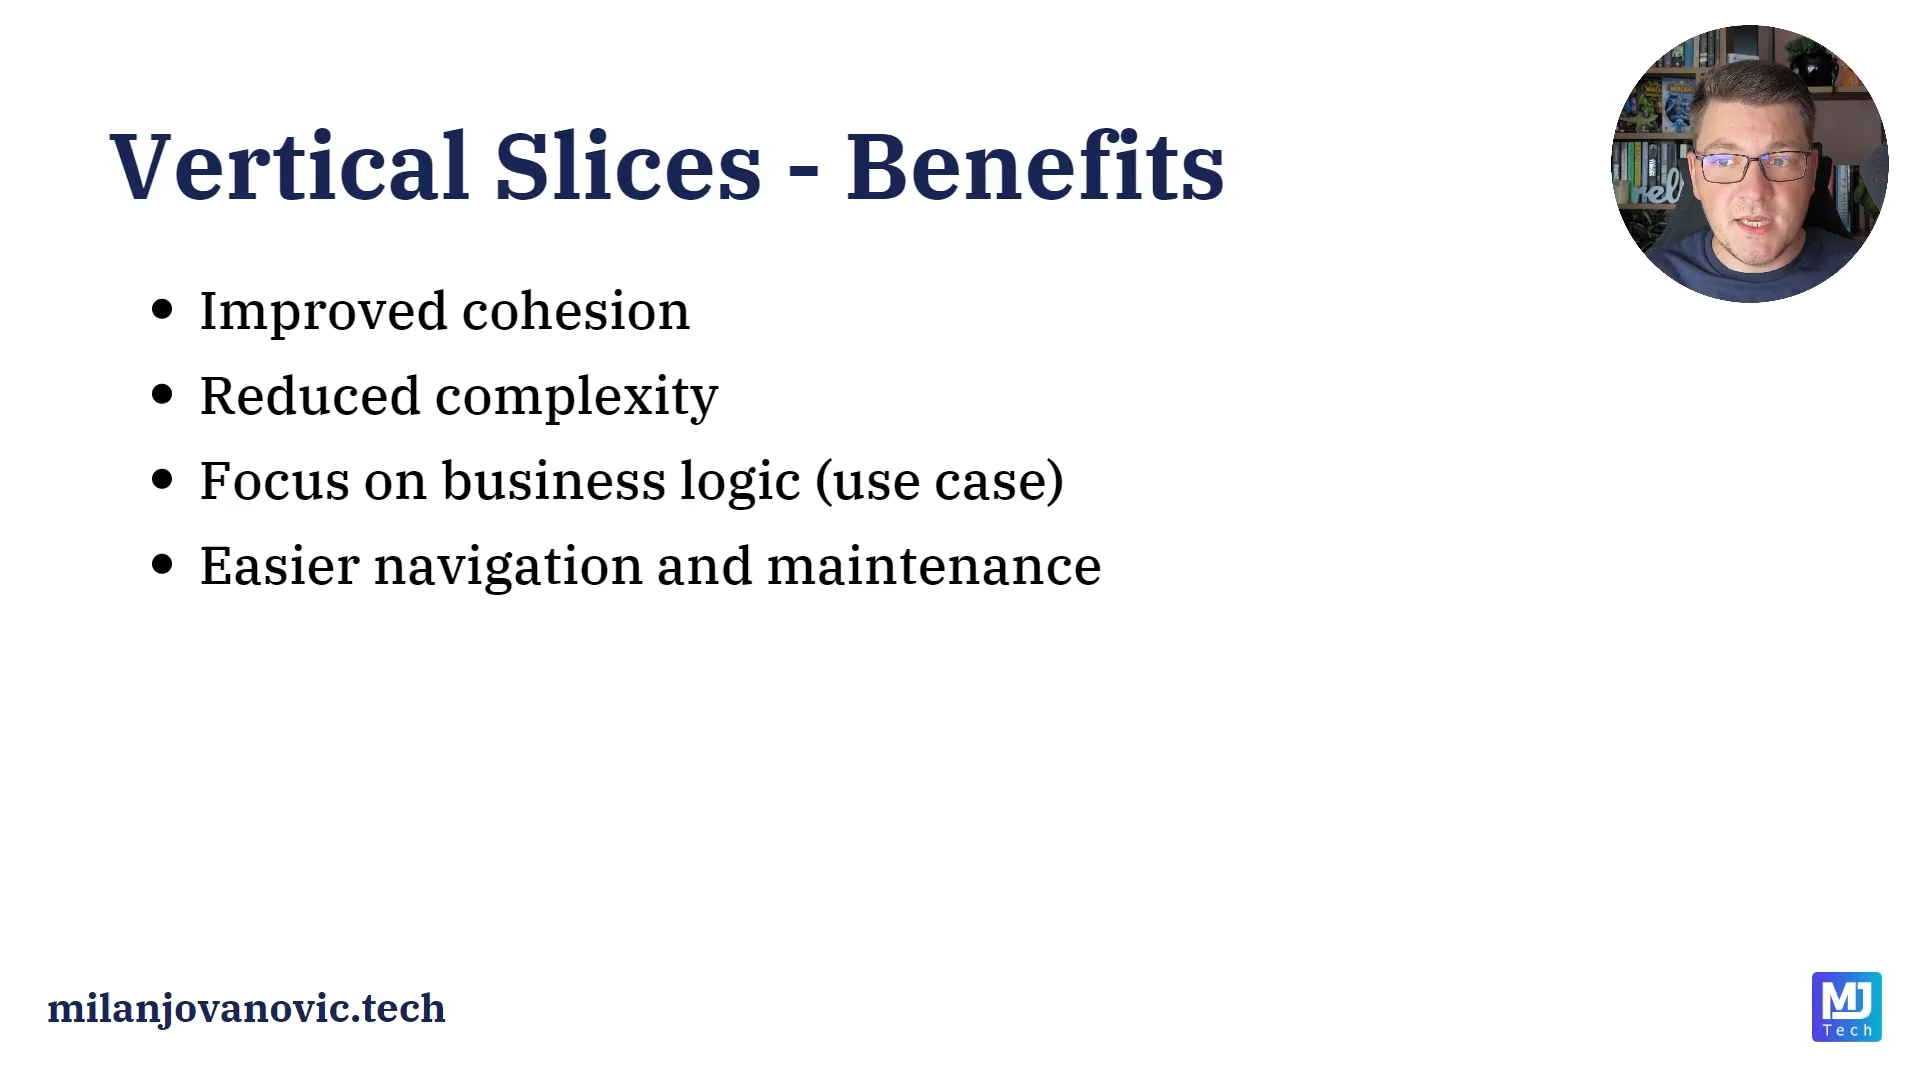 Vertical Slices - Benefits
• Improved cohesion
• Reduced complexity
• Focus on business logic (use case)
• Easier navigation and maintenance
milanjovanovic.tech
MJ
Tech